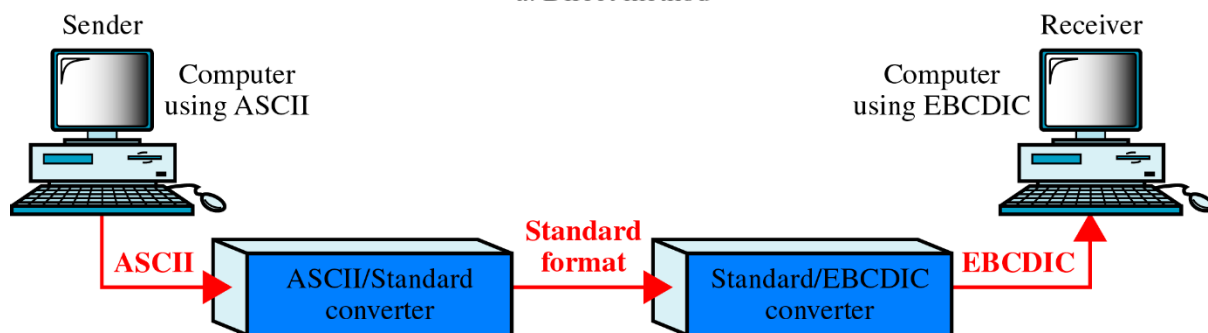 Sender
Receiver
Computer
using ASCII
Computer
using EBCDIC
ASCII
ASCII/Standard
converter
Standard
format
Standard/EBCDIC
converter
EBCDIC